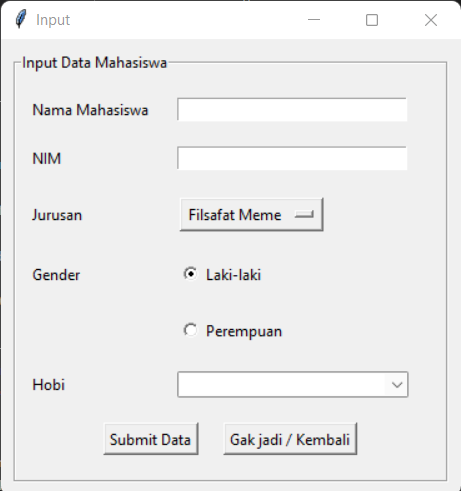 Input
Input Data Mahasiswa
Nama Mahasiswa
NIM
Jurusan Filsafat Meme
Gender Laki-laki
Perempuan
Hobi
Submit Data Gak jadi / Kembali